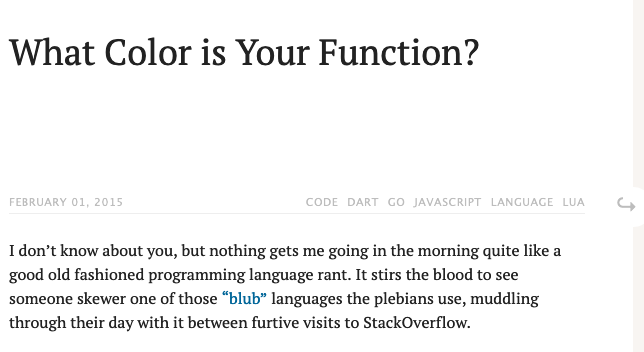 What Color is Your Function?
FEBRUARY 01, 2015 CODE DART GO JAVASCRIPT LANGUAGE LUA
I don’t know about you, but nothing gets me going in the morning quite like a
good old fashioned programming language rant. It stirs the blood to see
someone skewer one of those “blub” languages the plebians use, muddling
through their day with it between furtive visits to StackOverflow.